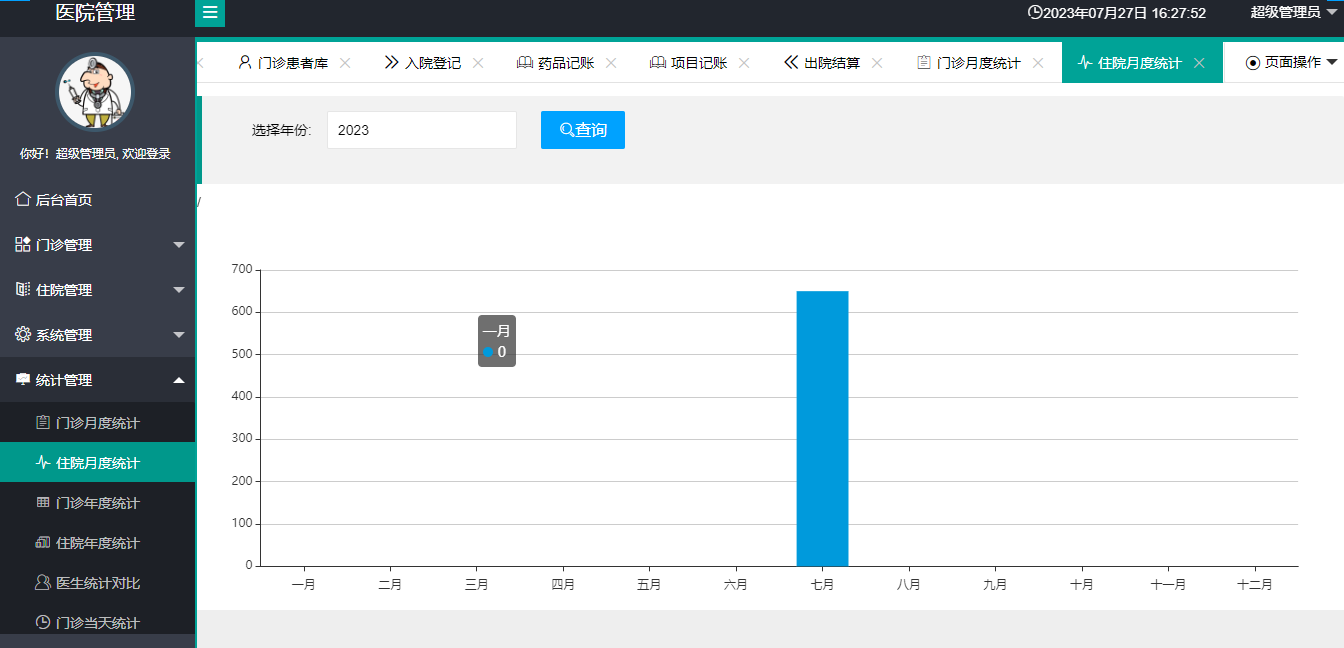 医院管理
2023年07月27日 16:27:52
超级管理员
门诊患者库
入院登记
药品记账
项目记账
出院结算
门诊月度统计
住院月度统计
页面操作
你好！超级管理员, 欢迎登录
后台首页
门诊管理
住院管理
系统管理
统计管理
门诊月度统计
住院月度统计
门诊年度统计
住院年度统计
医生统计对比
门诊当天统计
选择年份:
2023
查询
/
700
600
500
400
300
200
100
0
一月
0
一月
二月
三月
四月
五月
六月
七月
八月
九月
十月
十一月
十二月